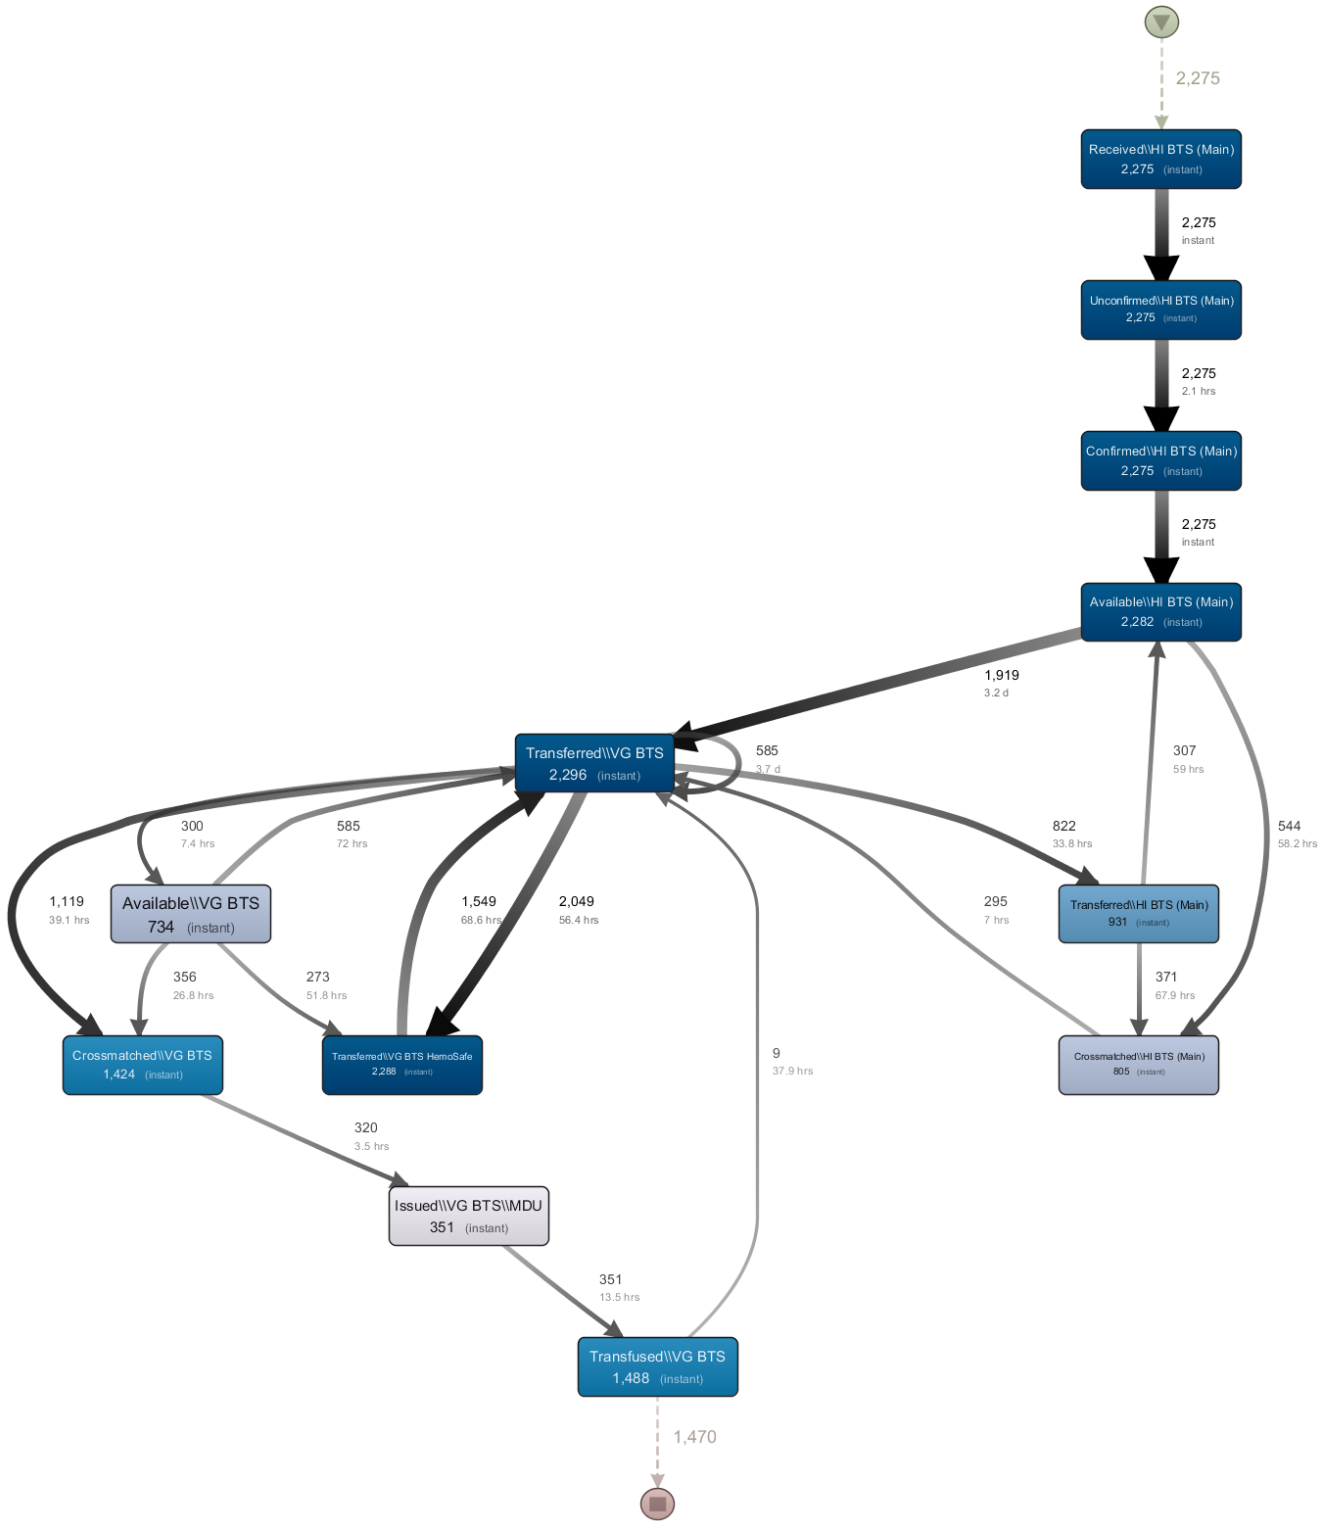 2,275
Received\\HI BTS (Main)
2,275 (instant)
2,275
instant
Unconfirmed\\HI BTS (Main)
2,275 (instant)
2,275
2.1 hrs
Confirmed\\HI BTS (Main)
2,275 (instant)
2,275
instant
Available\\HI BTS (Main)
2,282 (instant)
1,919
3.2 d
Transferred\\VG BTS
2,296 (instant)
585
3.7 d
307
59 hrs
300
7.4 hrs
585
72 hrs
822
33.8 hrs
544
58.2 hrs
Available\\VG BTS
734 (instant)
1,119
39.1 hrs
1,549
68.6 hrs
2,049
56.4 hrs
295
7 hrs
Transferred\\HI BTS (Main)
931 (instant)
356
26.8 hrs
273
51.8 hrs
371
67.9 hrs
Crossmatched\\VG BTS
1,424 (instant)
Transferred\\VG BTS HemoSafe
2,288 (instant)
9
37.9 hrs
Crossmatched\\HI BTS (Main)
805 (instant)
320
3.5 hrs
Issued\\VG BTS\\MDU
351 (instant)
351
13.5 hrs
Transfused\\VG BTS
1,488 (instant)
1,470